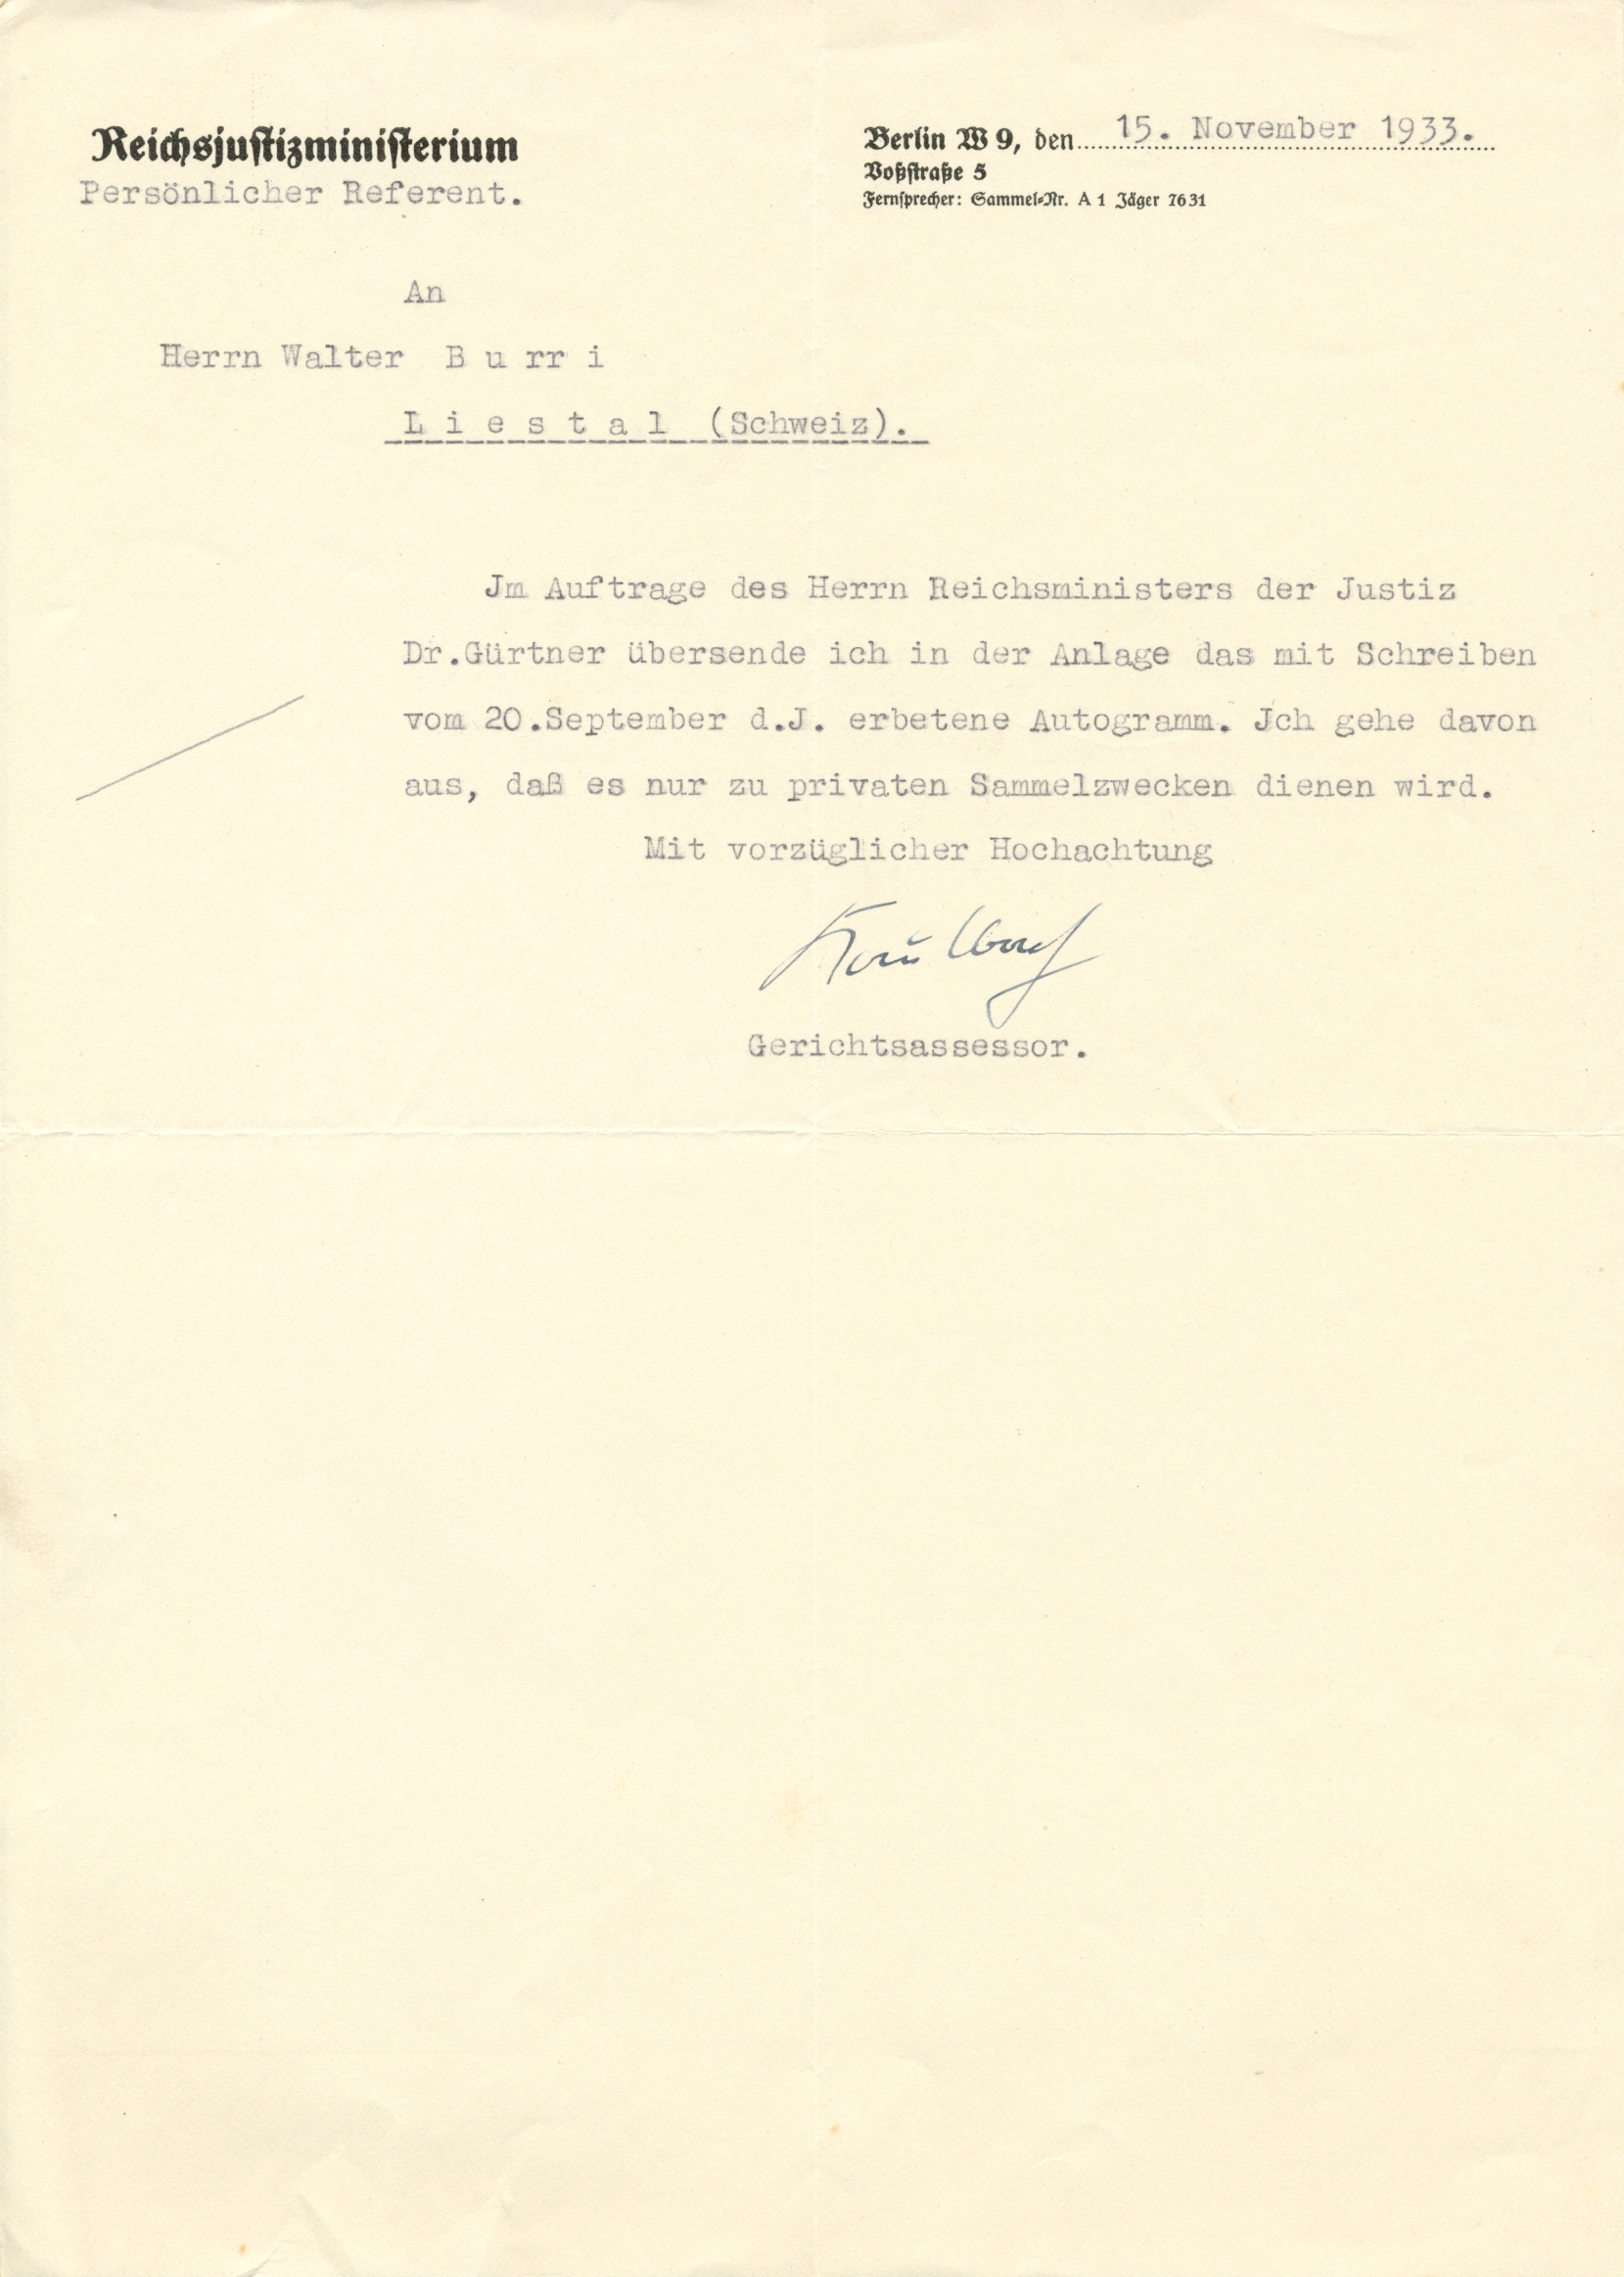 Reichsjustizministerium
Persönlicher Referent.
Berlin W 9, den 15. November 1933.
Voßstraße 5
Fernsprecher: Sammel-Nr. A 1 Jäger 7631
An
Herrn Walter B u rr i
L i e s t a l (Schweiz).
Jm Auftrage des Herrn Reichsministers der Justiz
Dr.Gürtner übersende ich in der Anlage das mit Schreiben
vom 20.September d.J. erbetene Autogramm. Jch gehe davon
aus, daß es nur zu privaten Sammelzwecken dienen wird.
Mit vorzüglicher Hochachtung
Gerichtsassessor.